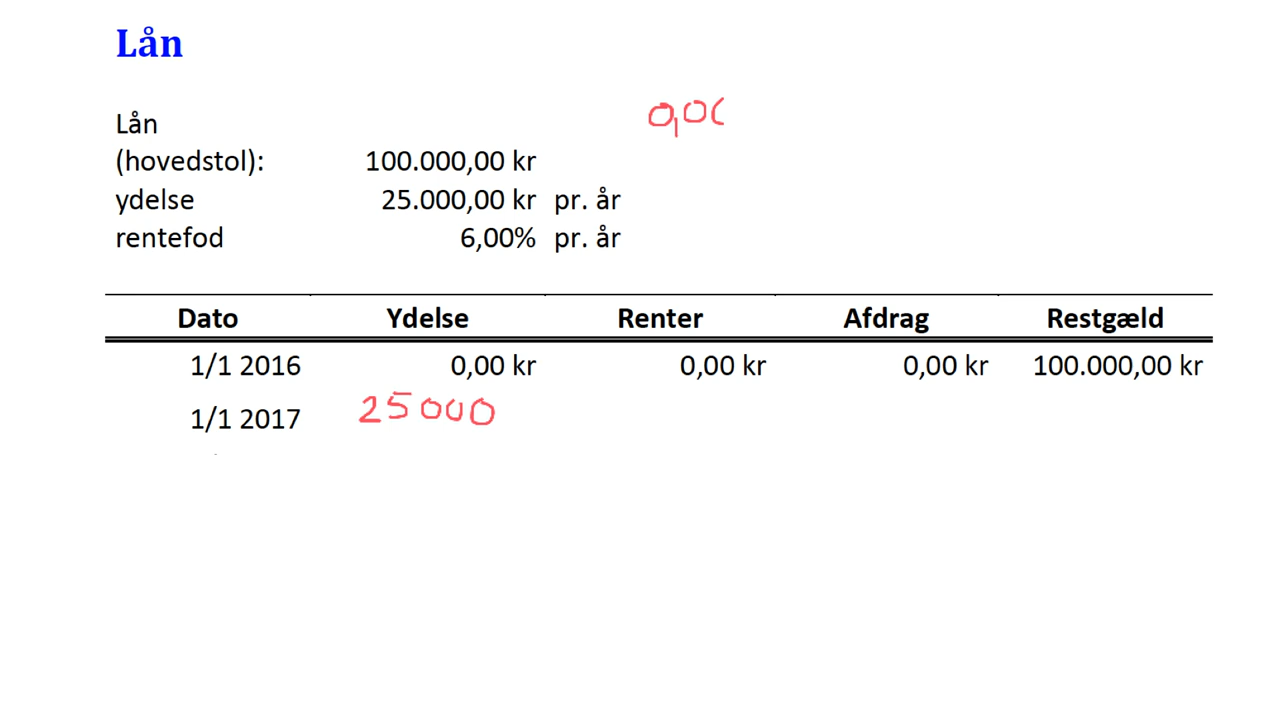 Lån
Lån
0,0
(hovedstol): 100.000,00 kr
ydelse 25.000,00 kr pr. år
rentefod 6,00% pr. år
Dato Ydelse Renter Afdrag Restgæld
1/1 2016 0,00 kr 0,00 kr 0,00 kr 100.000,00 kr
1/1 2017 25000